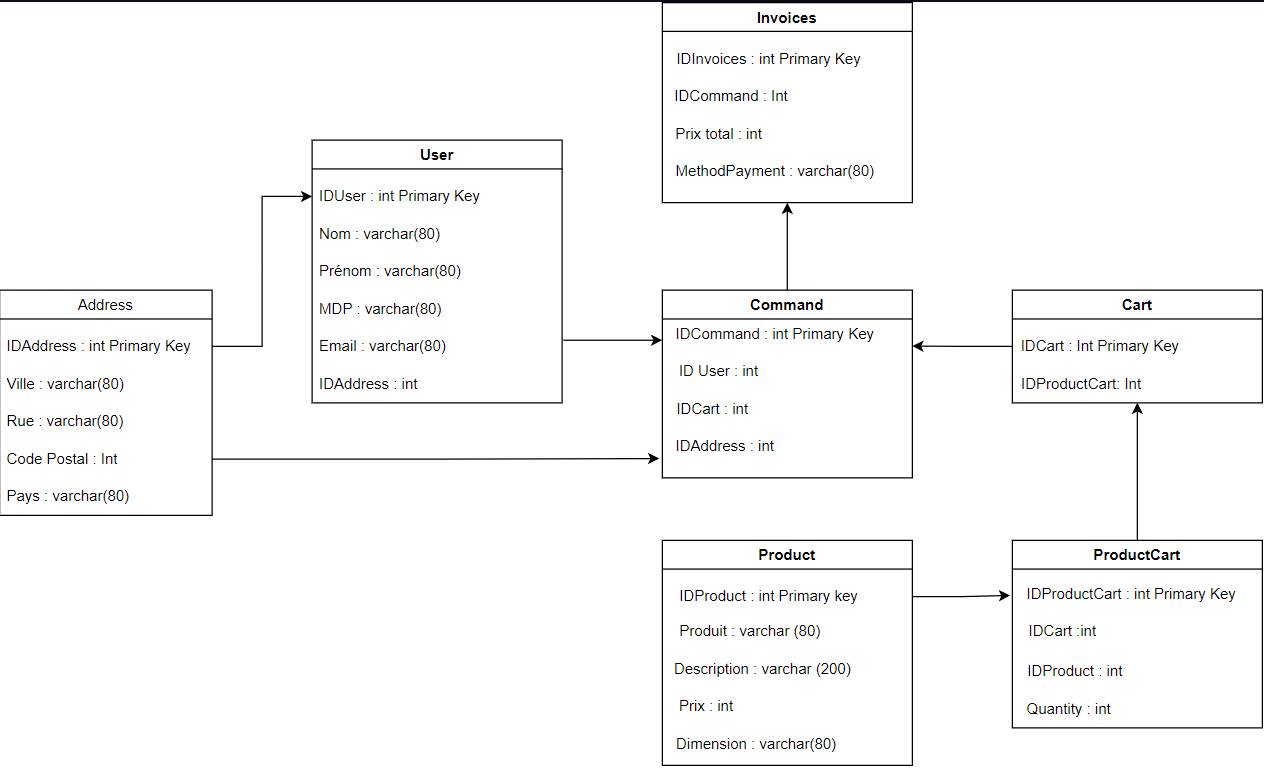 Invoices
IDInvoices : int Primary Key
IDCommand : Int
Prix total : int
MethodPayment : varchar(80)
User
IDUser : int Primary Key
Nom : varchar(80)
Prénom : varchar(80)
MDP : varchar(80)
Email : varchar(80)
IDAddress : int
Address
IDAddress : int Primary Key
Ville : varchar(80)
Rue : varchar(80)
Code Postal : Int
Pays : varchar(80)
Command
IDCommand : int Primary Key
ID User : int
IDCart : int
IDAddress : int
Cart
IDCart : Int Primary Key
IDProductCart: Int
Product
IDProduct : int Primary key
Produit : varchar (80)
Description : varchar (200)
Prix : int
Dimension : varchar(80)
ProductCart
IDProductCart : int Primary Key
IDCart :int
IDProduct : int
Quantity : int